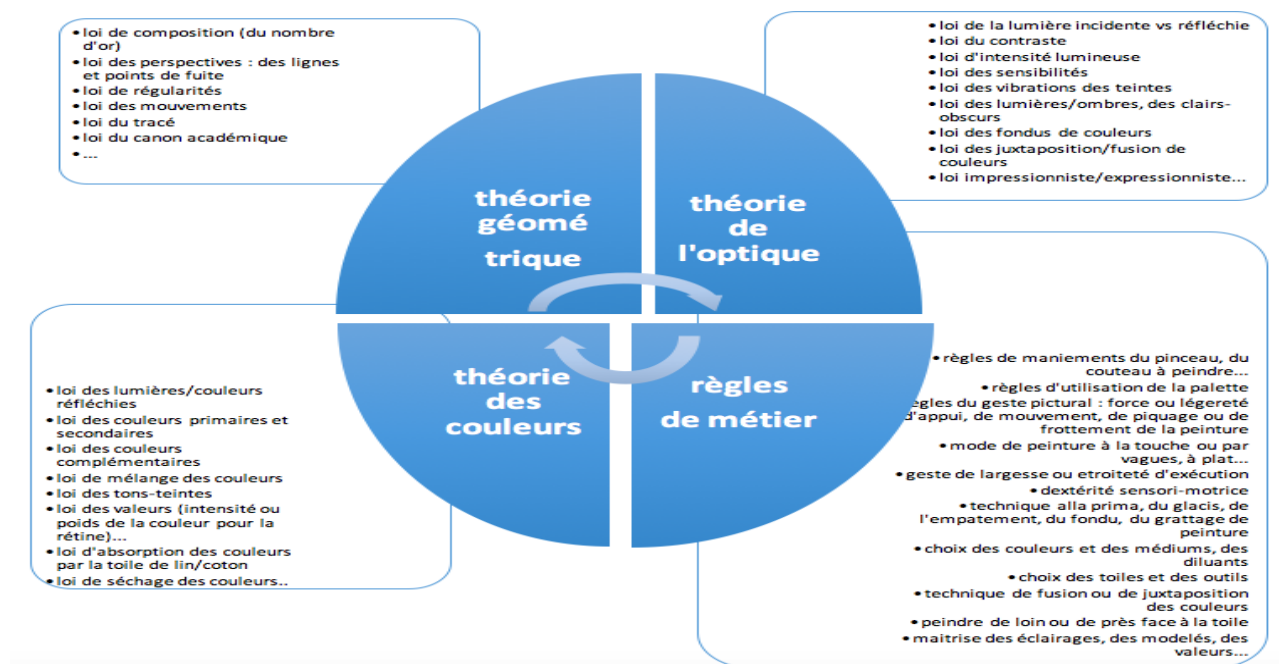 • loi de composition (du nombre
d'or)
• loi des perspectives : des lignes
et points de fuite
• loi de régularités
• loi des mouvements
• loi du tracé
• loi du canon académique
• ...
• loi de la lumière incidente vs réfléchie
• loi du contraste
• loi d'intensité lumineuse
• loi des sensibilités
• loi des vibrations des teintes
• loi des lumières/ombres, des clairs-
obscurs
• loi des fondus de couleurs
• loi des juxtaposition/fusion de
couleurs
• loi impressionniste/expressionniste...
théorie
géomé
trique
théorie
de
l'optique
théorie
des
couleurs
règles
de métier
• loi des lumières/couleurs
réfléchies
• loi des couleurs primaires et
secondaires
• loi des couleurs
complémentaires
• loi de mélange des couleurs
• loi des tons-teintes
• loi des valeurs (intensité ou
poids de la couleur pour la
rétine)...
• loi d'absorption des couleurs
par la toile de lin/coton
• loi de séchage des couleurs..
• règles de maniements du pinceau, du
couteau à peindre...
• règles d'utilisation de la palette
egles du geste pictural : force ou légereté
d'appui, de mouvement, de piquage ou de
frottement de la peinture
• mode de peinture à la touche ou par
vagues, à plat...
• geste de largesse ou etroiteté d'exécution
• dextérité sensori-motrice
• technique alla prima, du glacis, de
l'empatement, du fondu, du grattage de
peinture
• choix des couleurs et des médiums, des
diluants
• choix des toiles et des outils
• technique de fusion ou de juxtaposition
des couleurs
• peindre de loin ou de près face à la toile
• maitrise des éclairages, des modelés, des
valeurs...